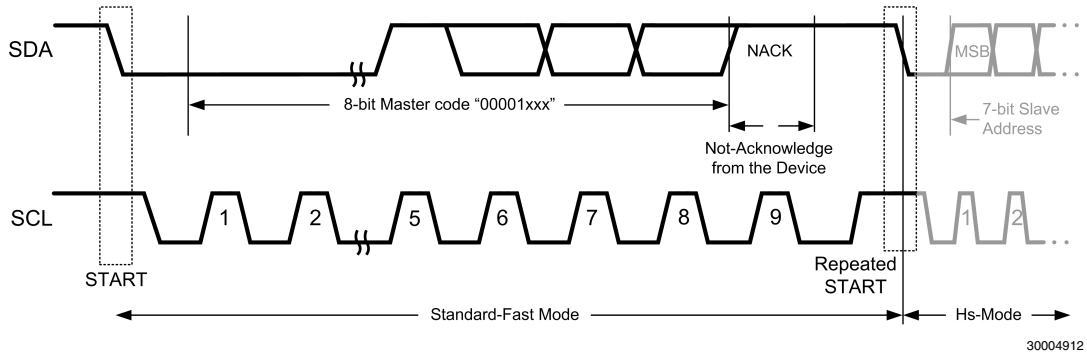 SDA
NACK
MSB
8-bit Master code “00001xxx”
7-bit Slave
Address
Not-Acknowledge
from the Device
SCL
1 2 5 6 7 8 9 1 2
START
Repeated
START
Standard-Fast Mode
Hs-Mode
30004912